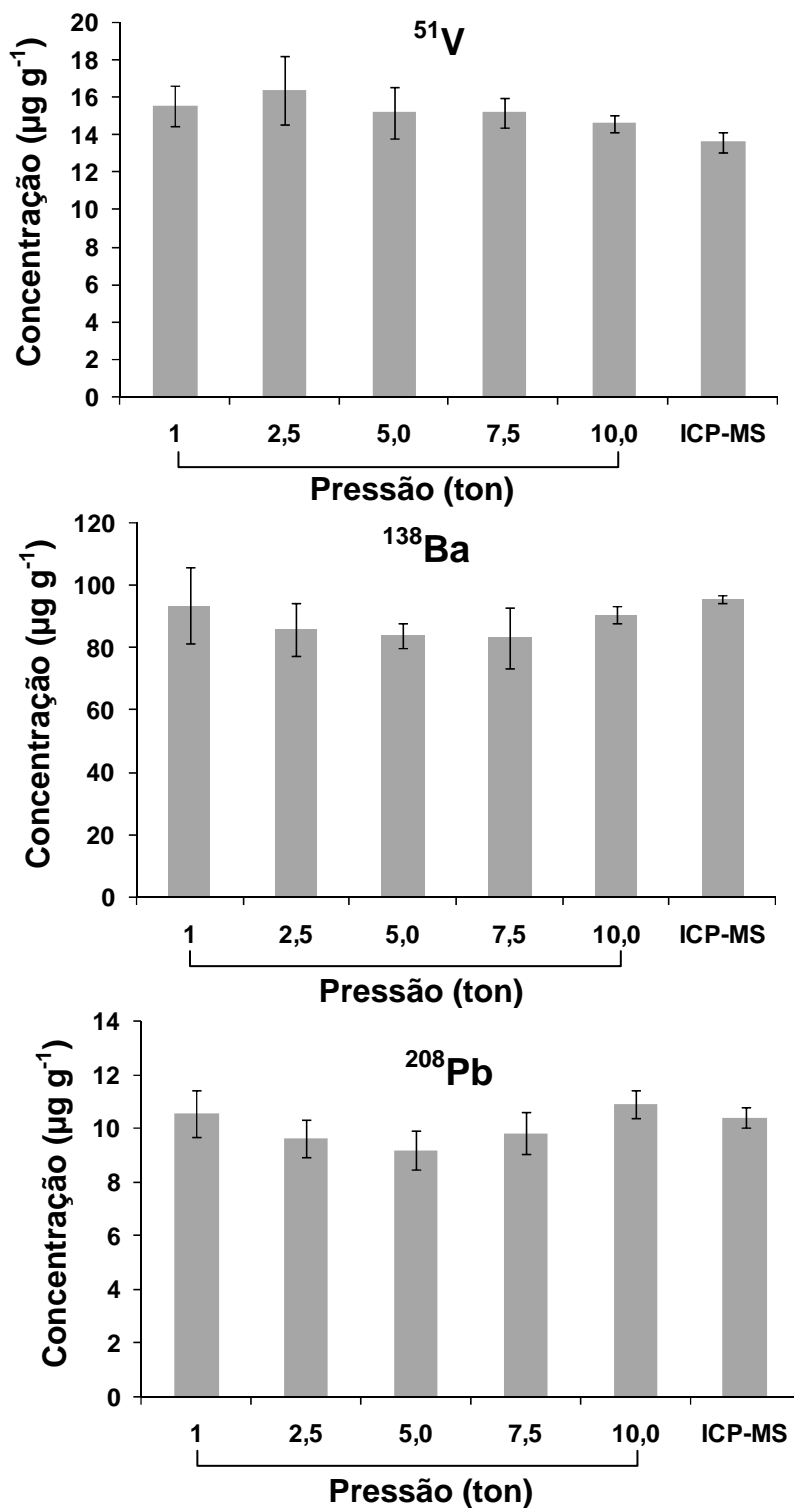 ⁵¹V
Concentração (µg g⁻¹)
20
18
16
14
12
10
8
6
4
2
0
1 2,5 5,0 7,5 10,0 ICP-MS
Pressão (ton)
¹³⁸Ba
Concentração (µg g⁻¹)
120
100
80
60
40
20
0
1 2,5 5,0 7,5 10,0 ICP-MS
Pressão (ton)
²⁰⁸Pb
Concentração (µg g⁻¹)
14
12
10
8
6
4
2
0
1 2,5 5,0 7,5 10,0 ICP-MS
Pressão (ton)